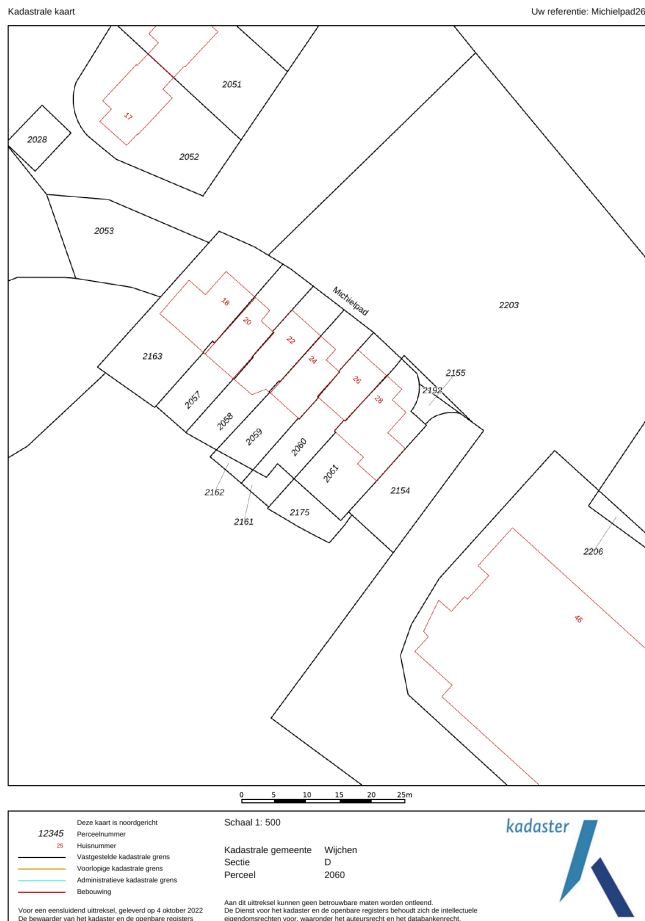 Kadastrale kaart
Uw referentie: Michielpad26
2051
17
2028
2052
2053
2203
Michielpad
18
20
22
24
26
28
2163
2155
2192
2057
2058
2059
2060
2061
2162
2154
2161
2175
2206
46
0 5 10 15 20 25m
Deze kaart is noordgericht
12345 Perceelnummer
25 Huisnummer
Vastgestelde kadastrale grens
Voorlopige kadastrale grens
Administratieve kadastrale grens
Bebouwing
Voor een eensluidend uittreksel, geleverd op 4 oktober 2022
De bewaarder van het kadaster en de openbare registers
Schaal 1: 500
Kadastrale gemeente Wijchen
Sectie D
Perceel 2060
Aan dit uittreksel kunnen geen betrouwbare maten worden ontleend.
De Dienst voor het kadaster en de openbare registers behoudt zich de intellectuele
eigendomsrechten voor, waaronder het auteursrecht en het databankenrecht.
kadaster